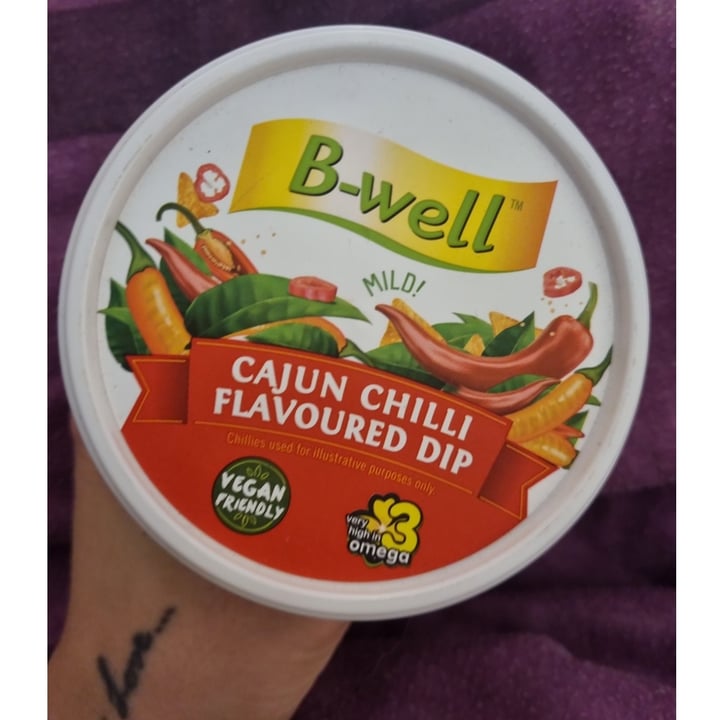 B-well™
MILD!
CAJUN CHILLI
FLAVOURED DIP
Chillies used for illustrative purposes only.
VEGAN
FRIENDLY
very
high in
3
omega
Love...